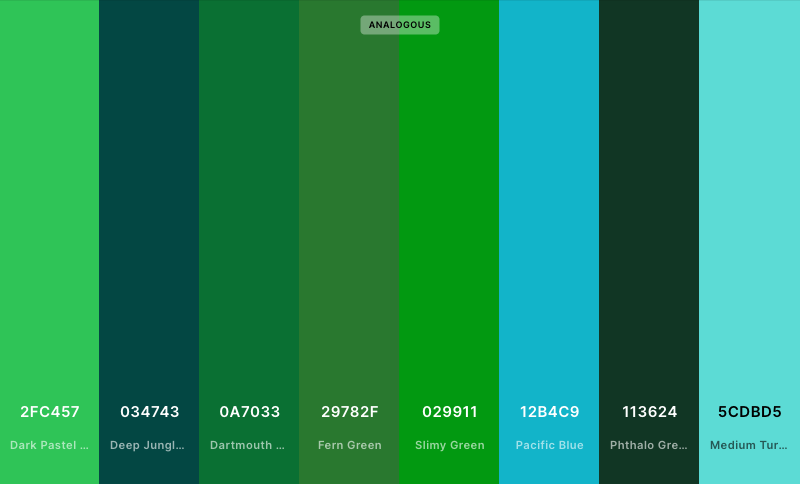 ANALOGOUS
2FC457 034743 0A7033 29782F 029911 12B4C9 113624 5CDBD5
Dark Pastel ... Deep Jungl... Dartmouth ... Fern Green Slimy Green Pacific Blue Phthalo Gre... Medium Tur...